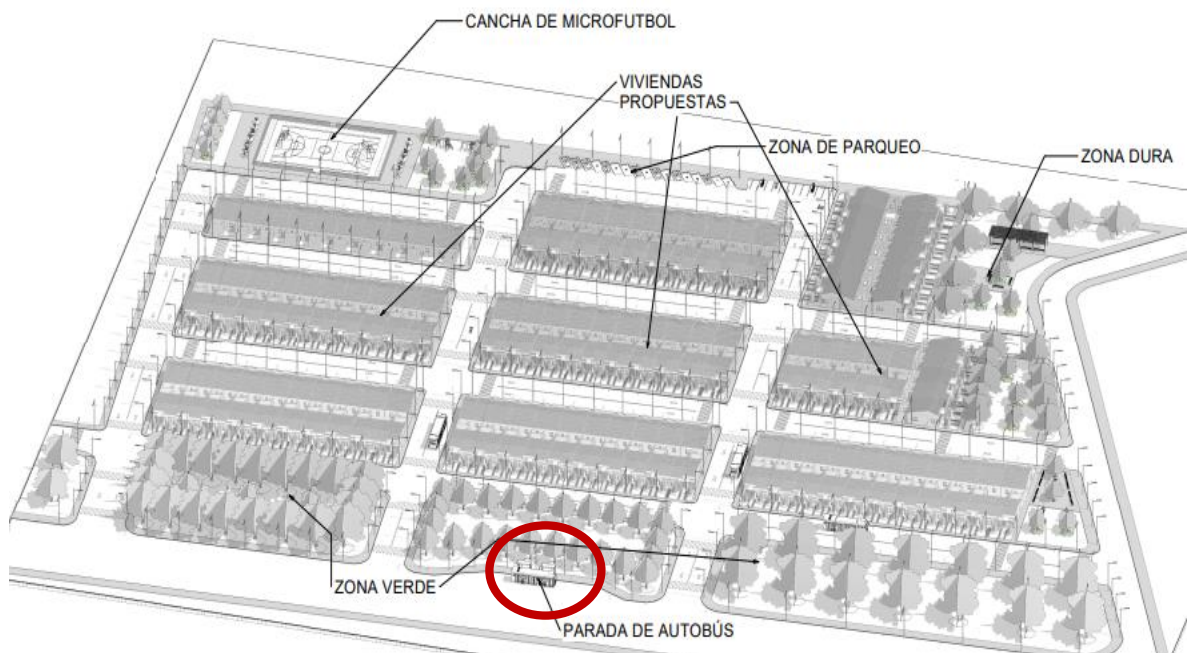 CANCHA DE MICROFUTBOL
VIVIENDAS
PROPUESTAS
ZONA DE PARQUEO
ZONA DURA
ZONA VERDE
PARADA DE AUTOBÚS